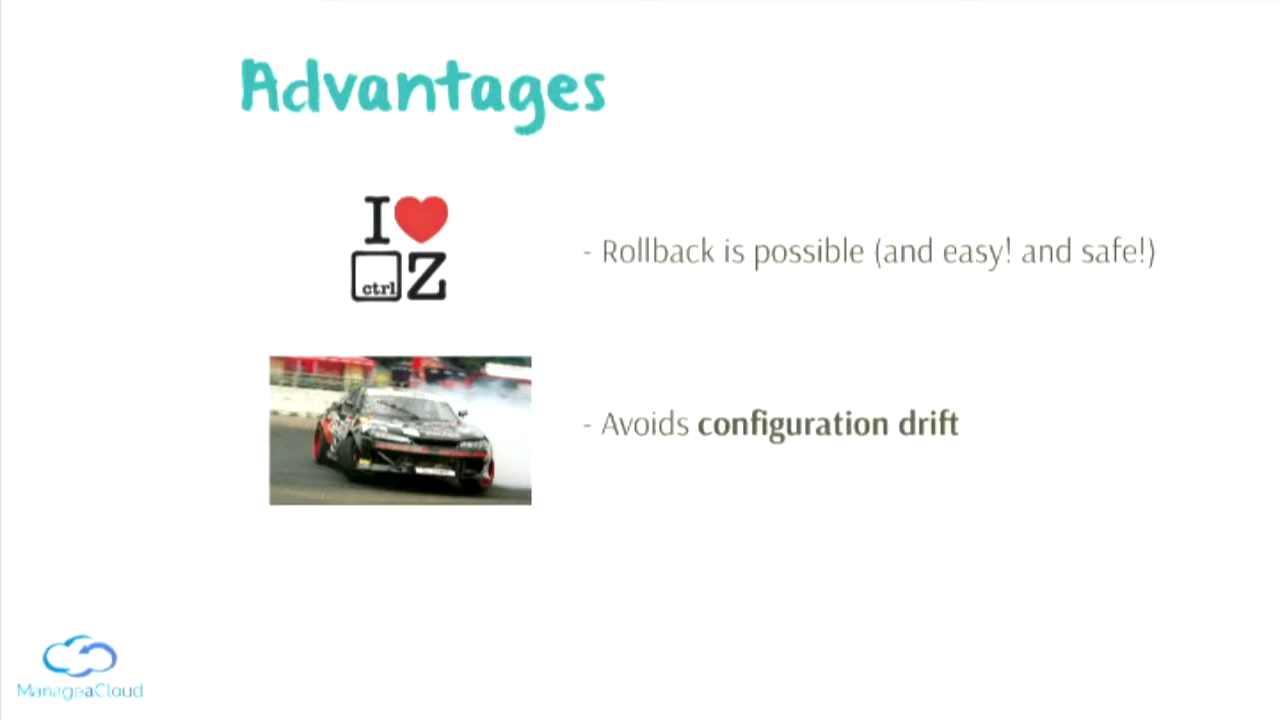 Advantages
I
ctrl Z
- Rollback is possible (and easy! and safe!)
- Avoids configuration drift
ManageaCloud